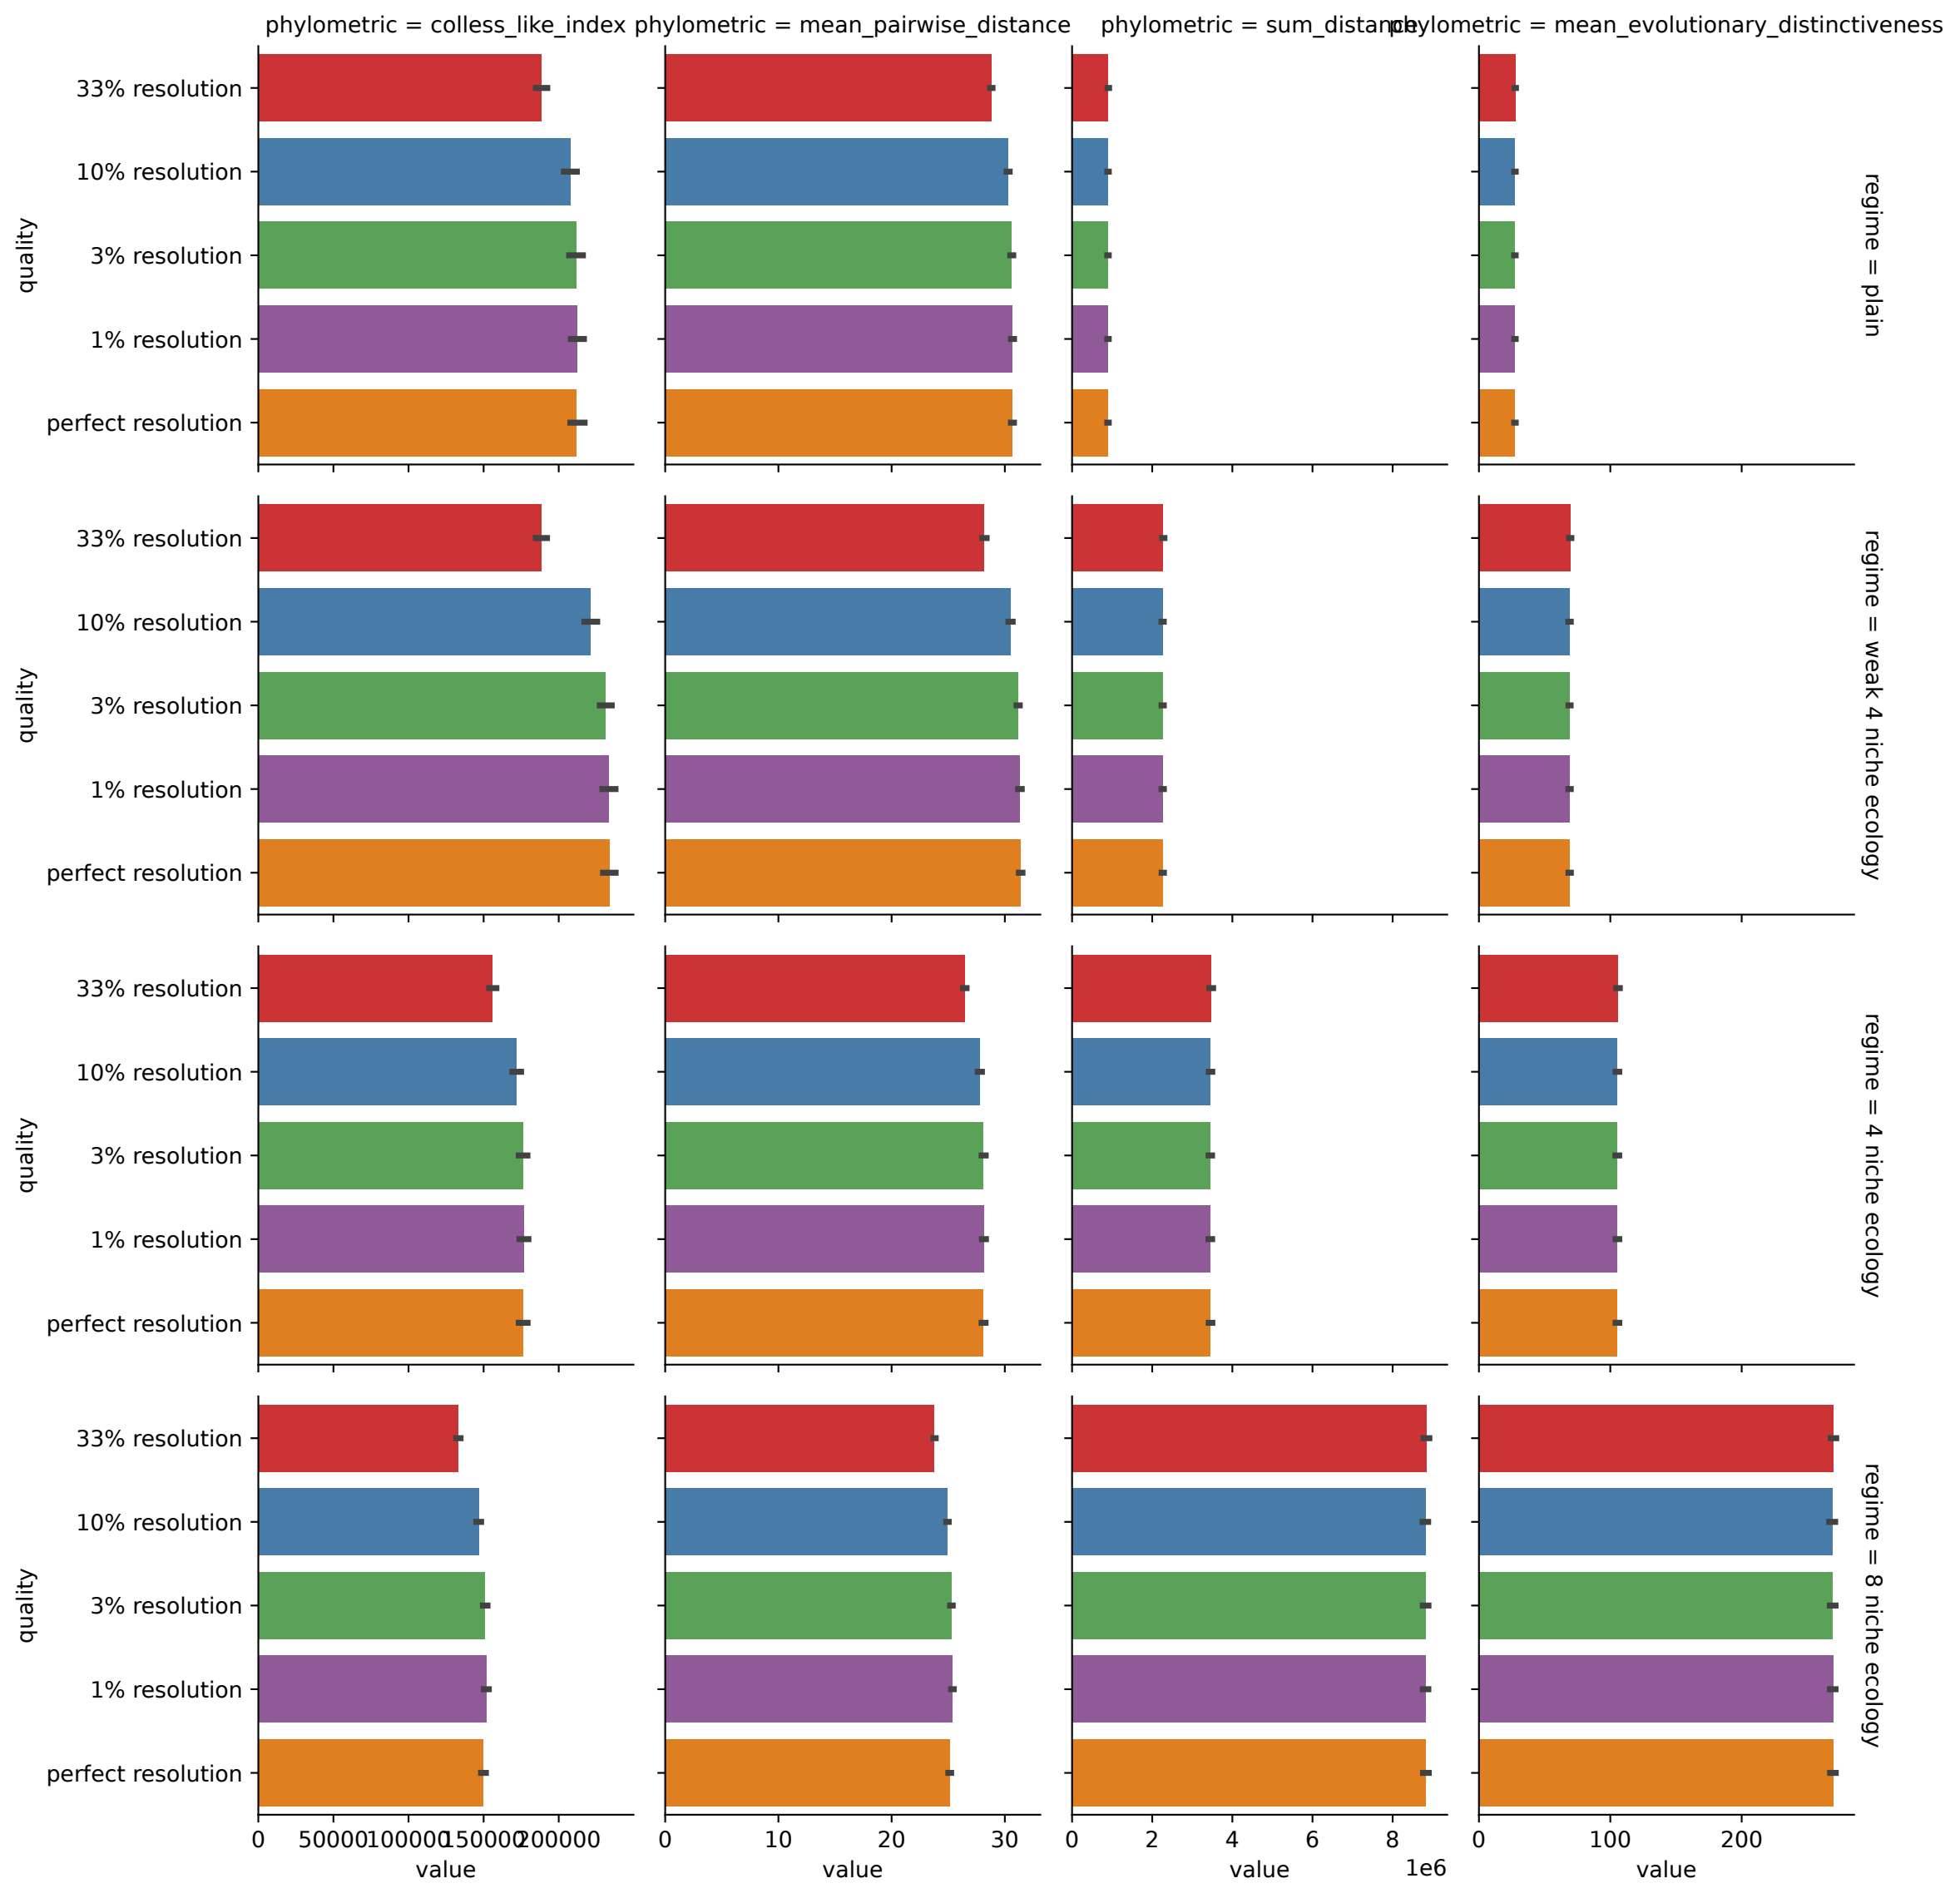 phylometric = colless_like_index
phylometric = mean_pairwise_distance
phylometric = sum_distance
phylometric = mean_evolutionary_distinctiveness
quality
33% resolution
10% resolution
3% resolution
1% resolution
perfect resolution
regime = plain
quality
33% resolution
10% resolution
3% resolution
1% resolution
perfect resolution
regime = weak 4 niche ecology
quality
33% resolution
10% resolution
3% resolution
1% resolution
perfect resolution
regime = 4 niche ecology
quality
33% resolution
10% resolution
3% resolution
1% resolution
perfect resolution
regime = 8 niche ecology
0 50000 100000 150000 200000
value
0 10 20 30
value
0 2 4 6 8
1e6
value
0 100 200
value